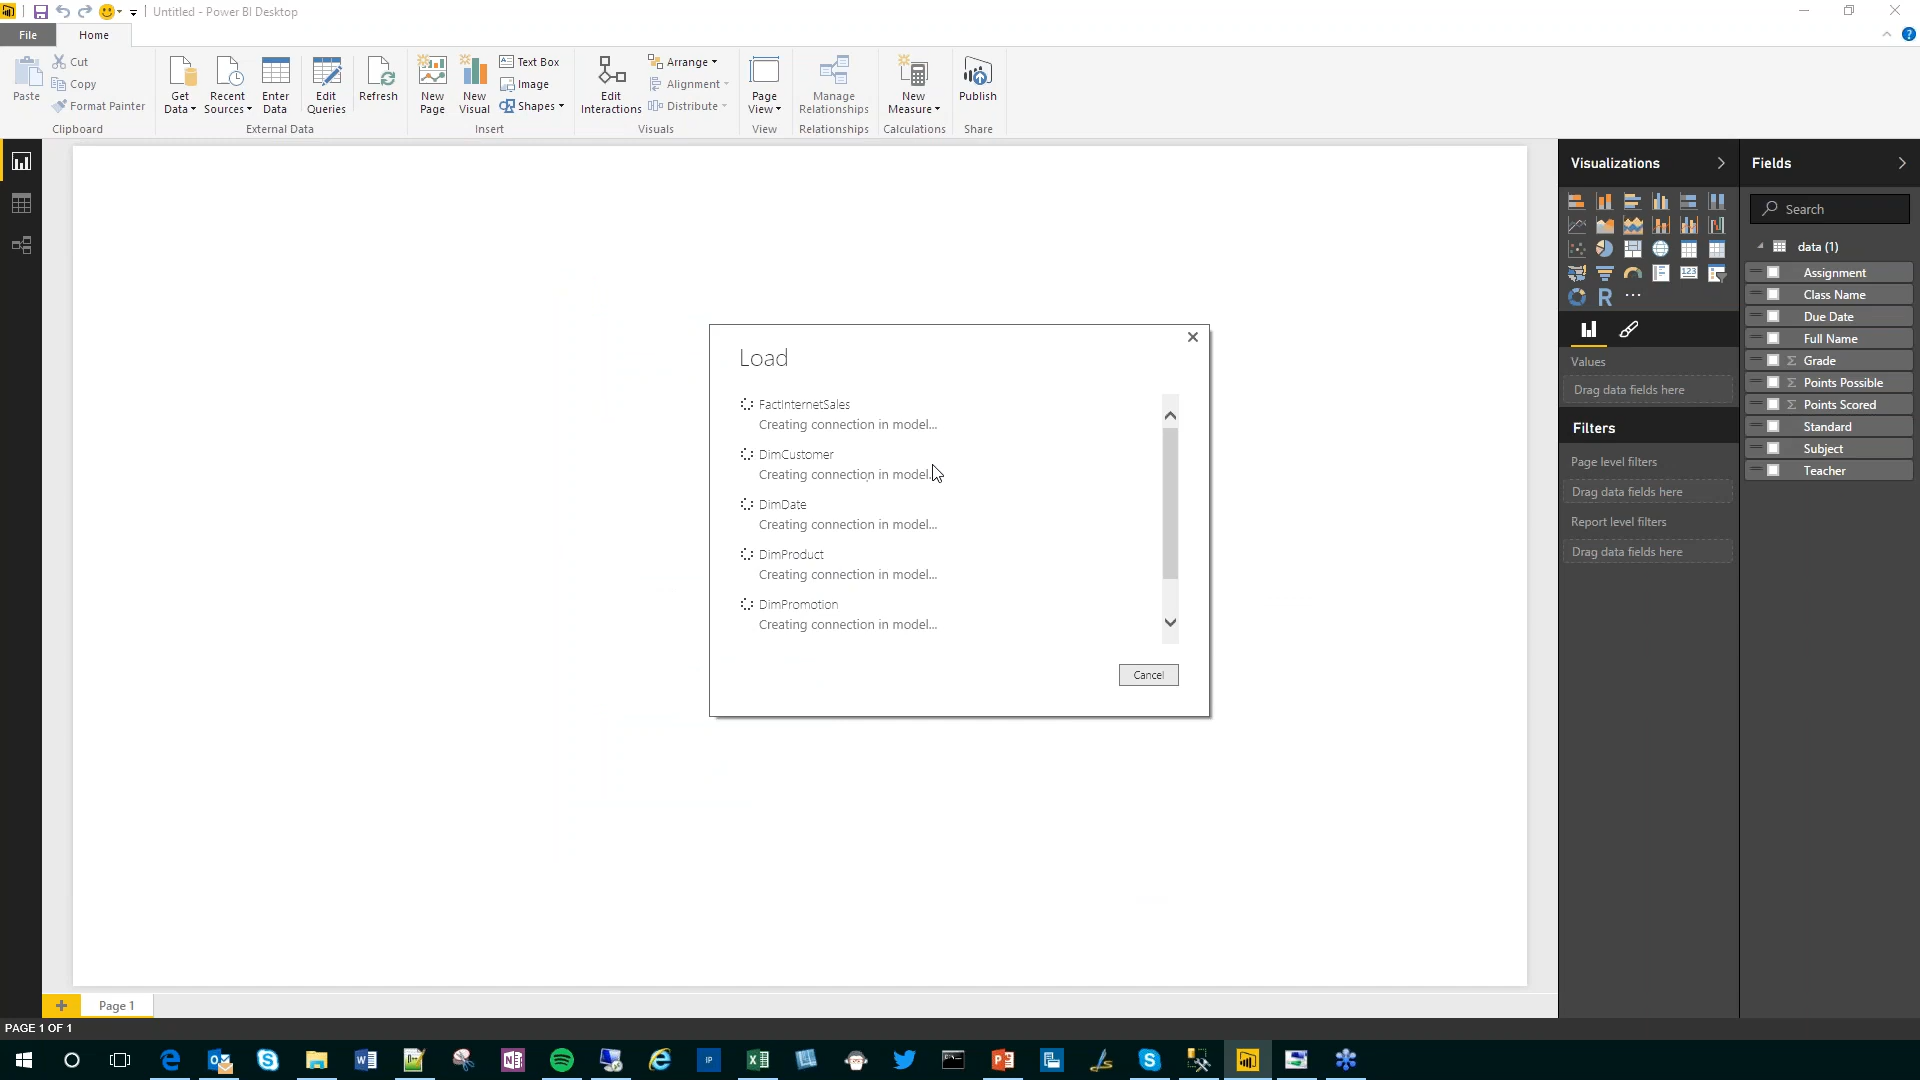 Untitled - Power BI Desktop
File
Home
Paste
Cut
Copy
Format Painter
Clipboard
Get Data
Recent Sources
Enter Data
Edit Queries
Refresh
External Data
New Page
New Visual
Text Box
Image
Shapes
Insert
Edit Interactions
Arrange
Alignment
Distribute
Visuals
Page View
View
Manage Relationships
Relationships
New Measure
Calculations
Publish
Share
Load
FactInternetSales
Creating connection in model...
DimCustomer
Creating connection in model...
DimDate
Creating connection in model...
DimProduct
Creating connection in model...
DimPromotion
Creating connection in model...
Cancel
Visualizations
R
123
Values
Drag data fields here
Filters
Page level filters
Drag data fields here
Report level filters
Drag data fields here
Fields
Search
data (1)
Assignment
Class Name
Due Date
Full Name
Σ Grade
Σ Points Possible
Σ Points Scored
Standard
Subject
Teacher
Page 1
PAGE 1 OF 1
IP